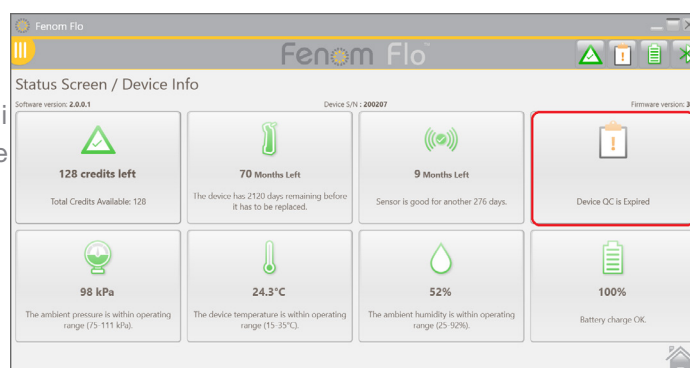 Fenom Flo
Fenom Flo™
Status Screen / Device Info
Software version: 2.0.0.1
Device S/N : 200207
Firmware version: 3
128 credits left
Total Credits Available: 128
70 Months Left
The device has 2120 days remaining before
it has to be replaced.
9 Months Left
Sensor is good for another 276 days.
Device QC is Expired
98 kPa
The ambient pressure is within operating
range (75-111 kPa).
24.3°C
The device temperature is within operating
range (15-35°C).
52%
The ambient humidity is within operating
range (25-92%).
100%
Battery charge OK.